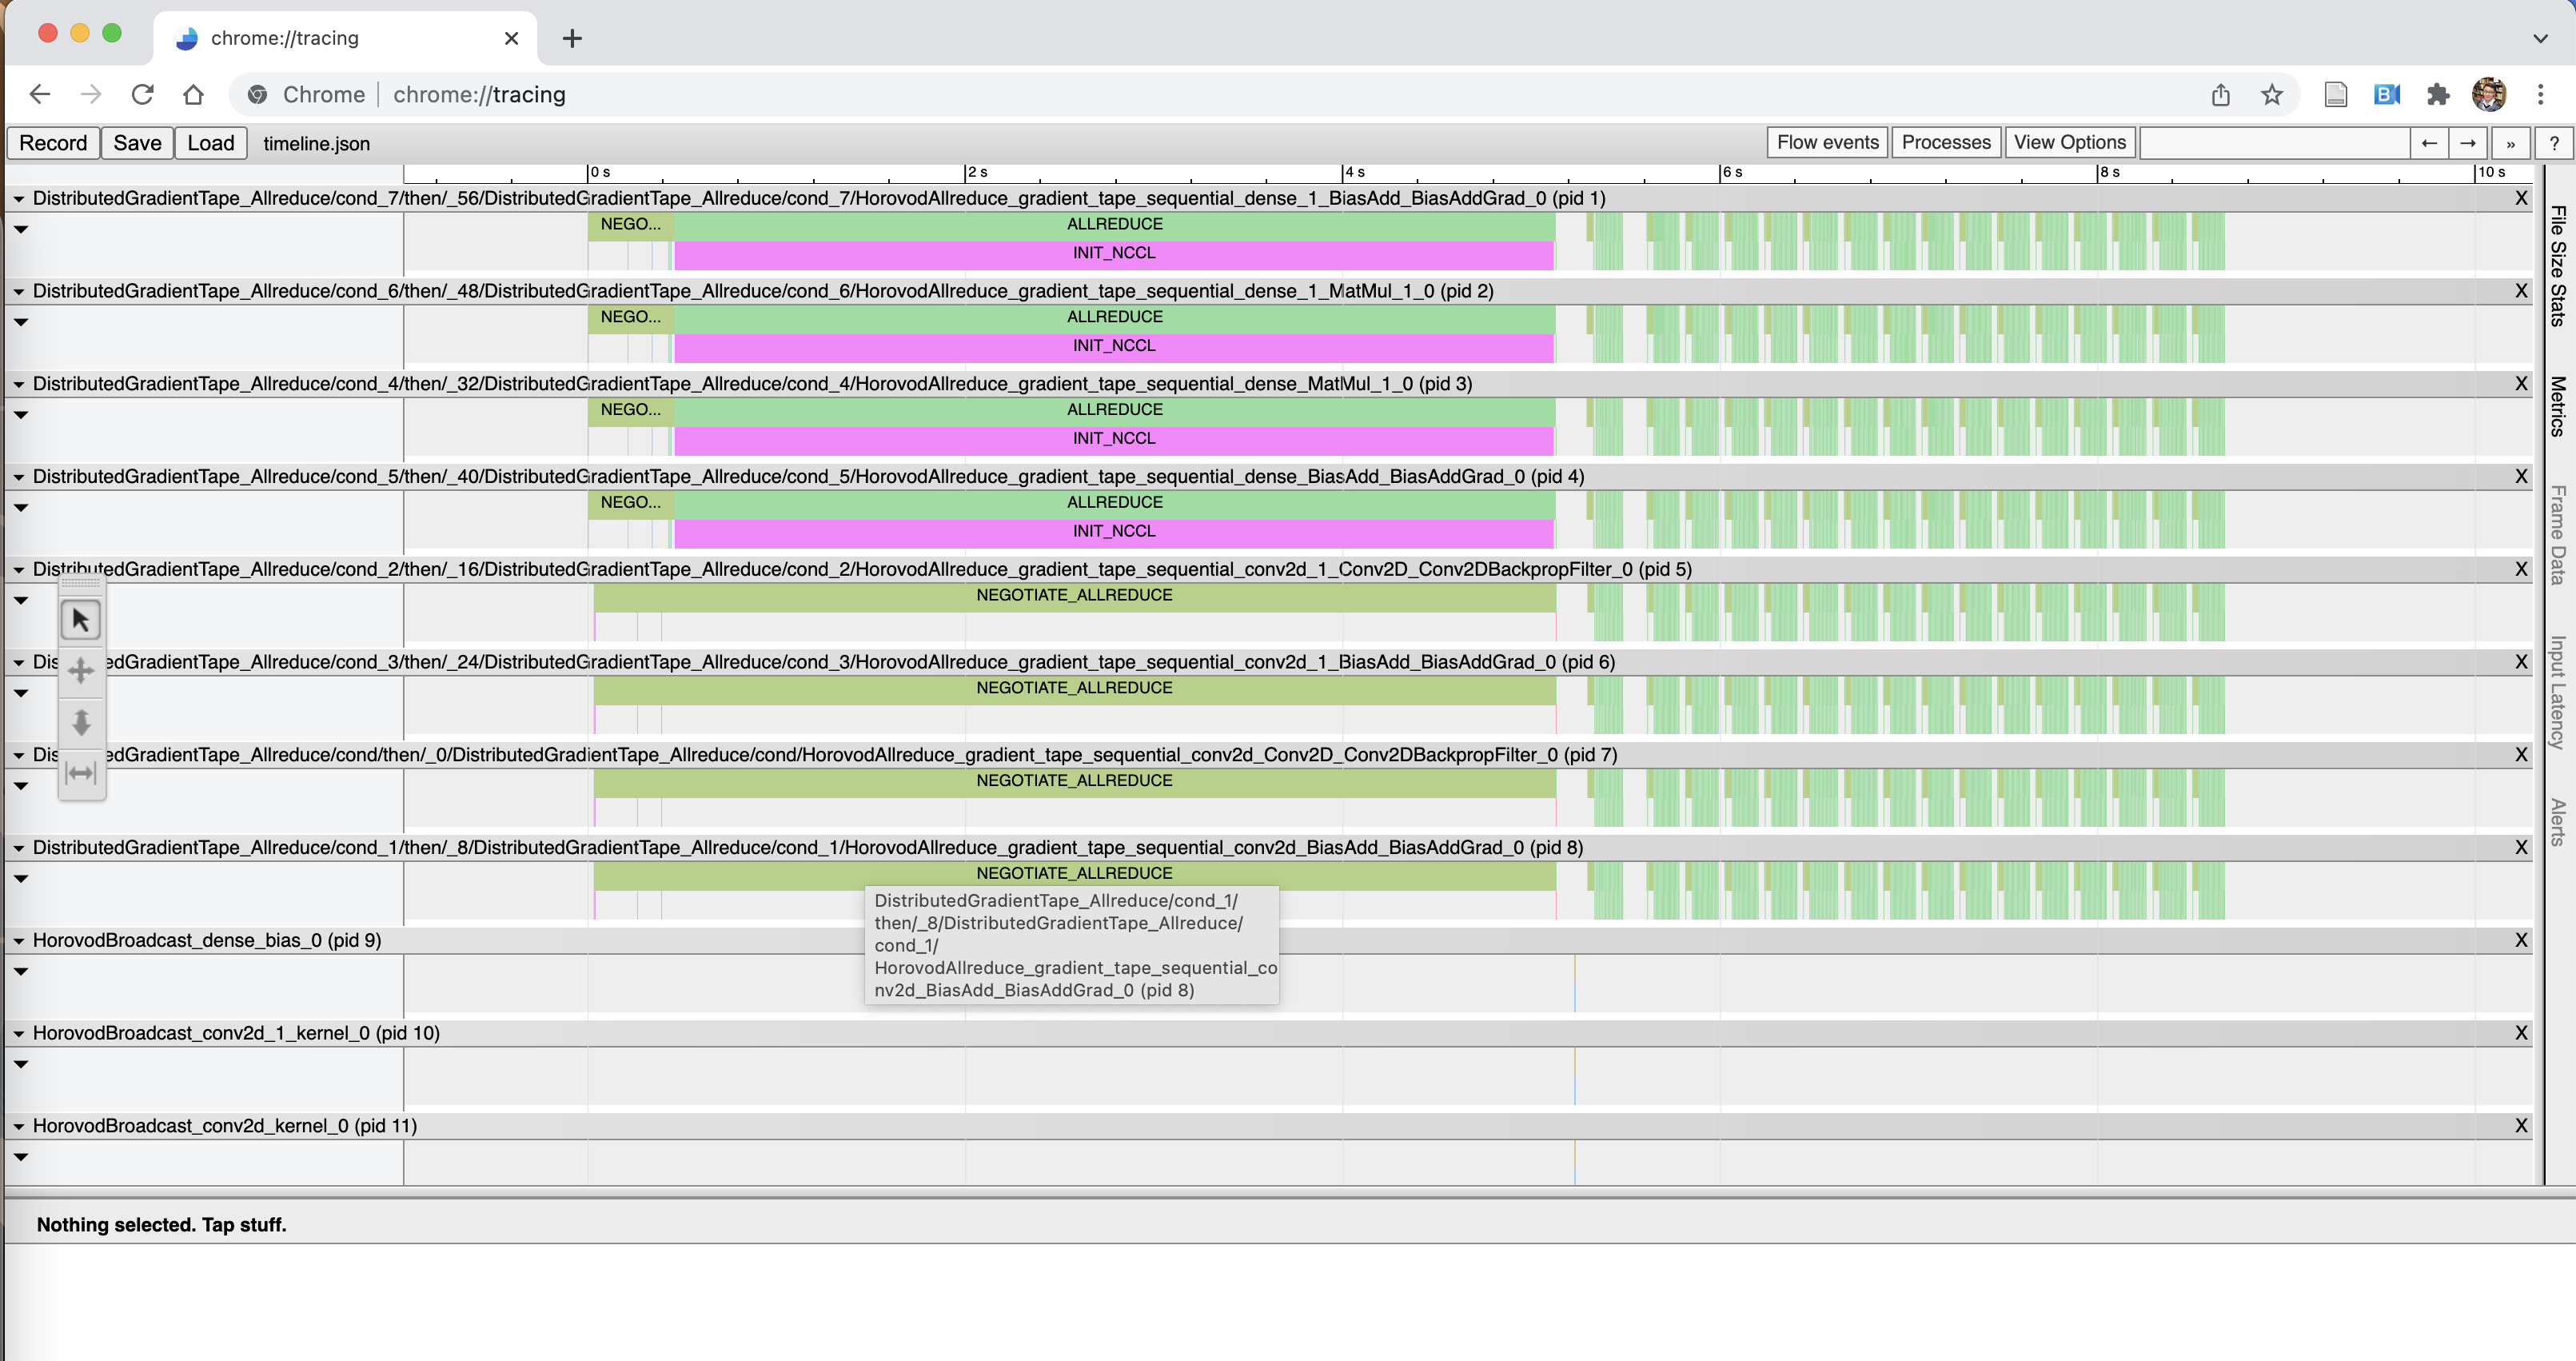 chrome://tracing
Chrome | chrome://tracing
Record Save Load timeline.json Flow events Processes View Options ← → » ?
0 s 2 s 4 s 6 s 8 s 10 s
DistributedGradientTape_Allreduce/cond_7/then/_56/DistributedGradientTape_Allreduce/cond_7/HorovodAllreduce_gradient_tape_sequential_dense_1_BiasAdd_BiasAddGrad_0 (pid 1) X
NEGO... ALLREDUCE
INIT_NCCL
DistributedGradientTape_Allreduce/cond_6/then/_48/DistributedGradientTape_Allreduce/cond_6/HorovodAllreduce_gradient_tape_sequential_dense_1_MatMul_1_0 (pid 2) X
NEGO... ALLREDUCE
INIT_NCCL
DistributedGradientTape_Allreduce/cond_4/then/_32/DistributedGradientTape_Allreduce/cond_4/HorovodAllreduce_gradient_tape_sequential_dense_MatMul_1_0 (pid 3) X
NEGO... ALLREDUCE
INIT_NCCL
DistributedGradientTape_Allreduce/cond_5/then/_40/DistributedGradientTape_Allreduce/cond_5/HorovodAllreduce_gradient_tape_sequential_dense_BiasAdd_BiasAddGrad_0 (pid 4) X
NEGO... ALLREDUCE
INIT_NCCL
DistributedGradientTape_Allreduce/cond_2/then/_16/DistributedGradientTape_Allreduce/cond_2/HorovodAllreduce_gradient_tape_sequential_conv2d_1_Conv2D_Conv2DBackpropFilter_0 (pid 5) X
NEGOTIATE_ALLREDUCE
Dis edGradientTape_Allreduce/cond_3/then/_24/DistributedGradientTape_Allreduce/cond_3/HorovodAllreduce_gradient_tape_sequential_conv2d_1_BiasAdd_BiasAddGrad_0 (pid 6) X
NEGOTIATE_ALLREDUCE
Dis edGradientTape_Allreduce/cond/then/_0/DistributedGradientTape_Allreduce/cond/HorovodAllreduce_gradient_tape_sequential_conv2d_Conv2D_Conv2DBackpropFilter_0 (pid 7) X
NEGOTIATE_ALLREDUCE
DistributedGradientTape_Allreduce/cond_1/then/_8/DistributedGradientTape_Allreduce/cond_1/HorovodAllreduce_gradient_tape_sequential_conv2d_BiasAdd_BiasAddGrad_0 (pid 8) X
NEGOTIATE_ALLREDUCE
DistributedGradientTape_Allreduce/cond_1/
then/_8/DistributedGradientTape_Allreduce/
cond_1/
HorovodAllreduce_gradient_tape_sequential_co
nv2d_BiasAdd_BiasAddGrad_0 (pid 8)
HorovodBroadcast_dense_bias_0 (pid 9) X
HorovodBroadcast_conv2d_1_kernel_0 (pid 10) X
HorovodBroadcast_conv2d_kernel_0 (pid 11) X
File Size Stats
Metrics
Frame Data
Input Latency
Alerts
Nothing selected. Tap stuff.